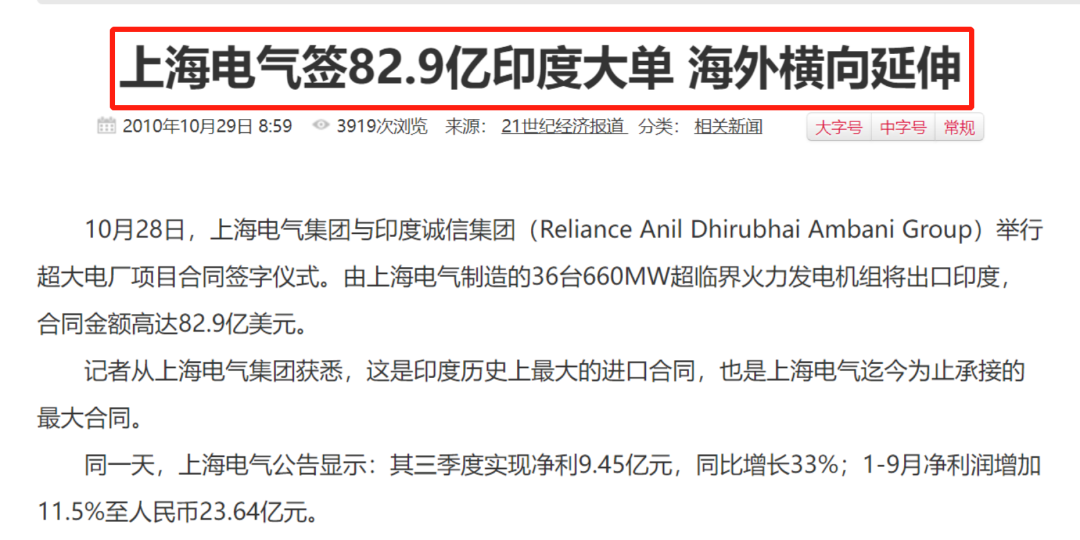 上海电气签82.9亿印度大单 海外横向延伸
2010年10月29日 8:59 3919次浏览 来源： 21世纪经济报道 分类： 相关新闻 大字号 中字号 常规
10月28日，上海电气集团与印度诚信集团（Reliance Anil Dhirubhai Ambani Group）举行
超大电厂项目合同签字仪式。由上海电气制造的36台660MW超临界火力发电机组将出口印度，
合同金额高达82.9亿美元。
记者从上海电气集团获悉，这是印度历史上最大的进口合同，也是上海电气迄今为止承接的
最大合同。
同一天，上海电气公告显示：其三季度实现净利9.45亿元，同比增长33%；1-9月净利润增加
11.5%至人民币23.64亿元。